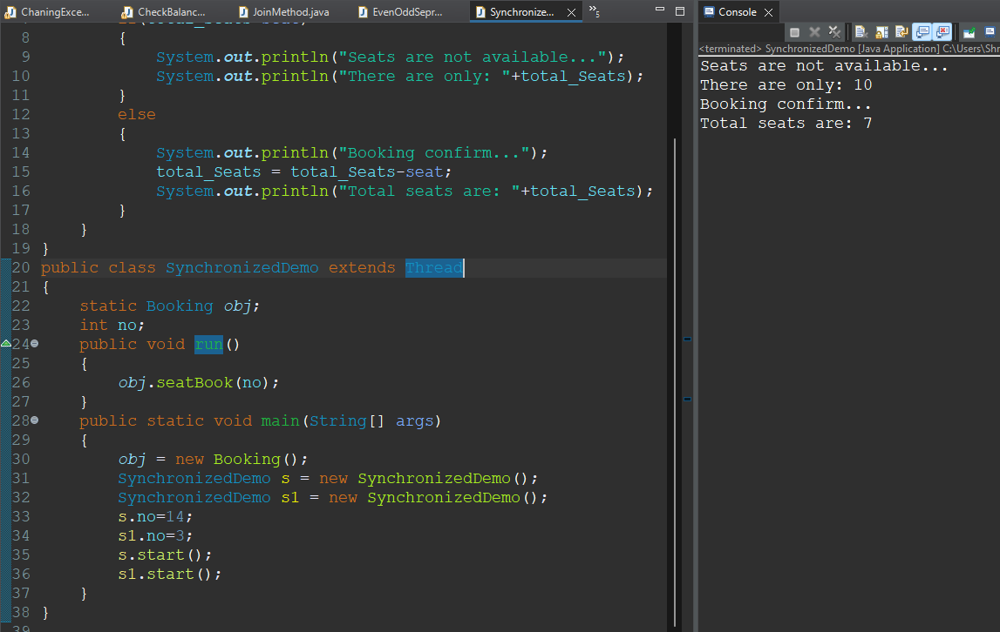 ChaningExce...
CheckBalanc...
JoinMethod.java
EvenOddSepr...
Synchronize...
»5
Console
<terminated> SynchronizedDemo [Java Application] C:\Users\Shr
Seats are not available...
There are only: 10
Booking confirm...
Total seats are: 7
8 {
9 System.out.println("Seats are not available...");
10 System.out.println("There are only: "+total_Seats);
11 }
12 else
13 {
14 System.out.println("Booking confirm...");
15 total_Seats = total_Seats-seat;
16 System.out.println("Total seats are: "+total_Seats);
17 }
18 }
19 }
20 public class SynchronizedDemo extends Thread
21 {
22 static Booking obj;
23 int no;
24 public void run()
25 {
26 obj.seatBook(no);
27 }
28 public static void main(String[] args)
29 {
30 obj = new Booking();
31 SynchronizedDemo s = new SynchronizedDemo();
32 SynchronizedDemo s1 = new SynchronizedDemo();
33 s.no=14;
34 s1.no=3;
35 s.start();
36 s1.start();
37 }
38 }
39